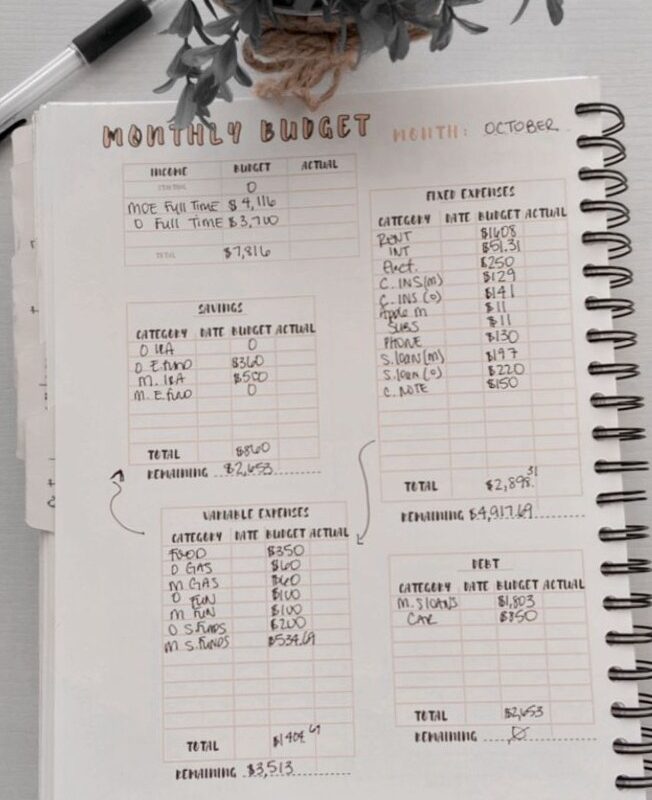 MONTHLY BUDGET MONTH: OCTOBER
INCOME BUDGET ACTUAL
0
MOE Full Time $4,116
O Full Time $3,700
TOTAL $7,816
FIXED EXPENSES
CATEGORY DATE BUDGET ACTUAL
RENT $1608
INT $51.31
Elect. $250
C. INS(m) $129
C. INS (o) $141
Apple m $11
SUBS $11
PHONE $130
S.loan(m) $197
S.loan (o) $220
C. NOTE $150
TOTAL $2,898.31
REMAINING $4,917.69
SAVINGS
CATEGORY DATE BUDGET ACTUAL
O IRA 0
O E.fund $360
M. IRA $500
M. E.fund 0
TOTAL $860
REMAINING $2,653
VARIABLE EXPENSES
CATEGORY DATE BUDGET ACTUAL
FOOD $350
O GAS $60
M GAS $60
O FUN $100
M FUN $100
O S.FUNDS $200
M S.FUNDS $534.69
TOTAL $1404.69
REMAINING $3,513
DEBT
CATEGORY DATE BUDGET ACTUAL
M. SLOANS $1,803
CAR $850
TOTAL $2,653
REMAINING Ø